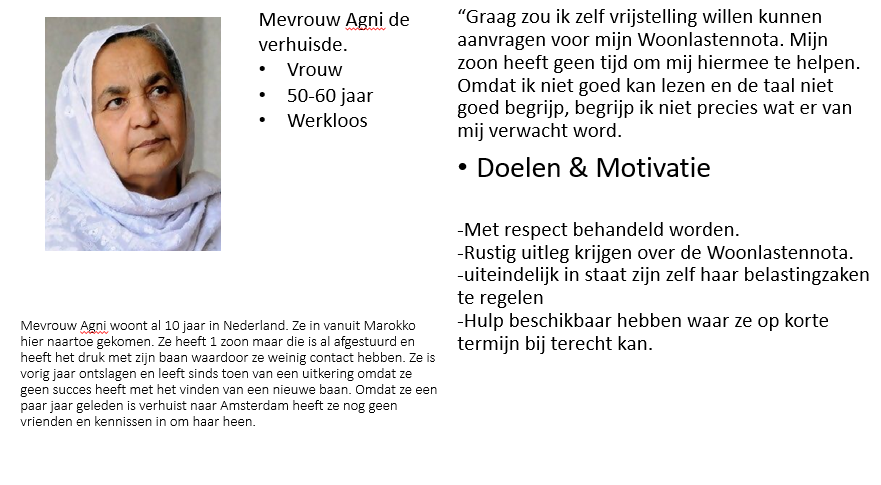 Mevrouw Agni de
verhuisde.
• Vrouw
• 50-60 jaar
• Werkloos
“Graag zou ik zelf vrijstelling willen kunnen
aanvragen voor mijn Woonlastennota. Mijn
zoon heeft geen tijd om mij hiermee te helpen.
Omdat ik niet goed kan lezen en de taal niet
goed begrijp, begrijp ik niet precies wat er van
mij verwacht word.
• Doelen & Motivatie
-Met respect behandeld worden.
-Rustig uitleg krijgen over de Woonlastennota.
-uiteindelijk in staat zijn zelf haar belastingzaken
te regelen
-Hulp beschikbaar hebben waar ze op korte
termijn bij terecht kan.
Mevrouw Agni woont al 10 jaar in Nederland. Ze in vanuit Marokko
hier naartoe gekomen. Ze heeft 1 zoon maar die is al afgestuurd en
heeft het druk met zijn baan waardoor ze weinig contact hebben. Ze is
vorig jaar ontslagen en leeft sinds toen van een uitkering omdat ze
geen succes heeft met het vinden van een nieuwe baan. Omdat ze een
paar jaar geleden is verhuist naar Amsterdam heeft ze nog geen
vrienden en kennissen in om haar heen.